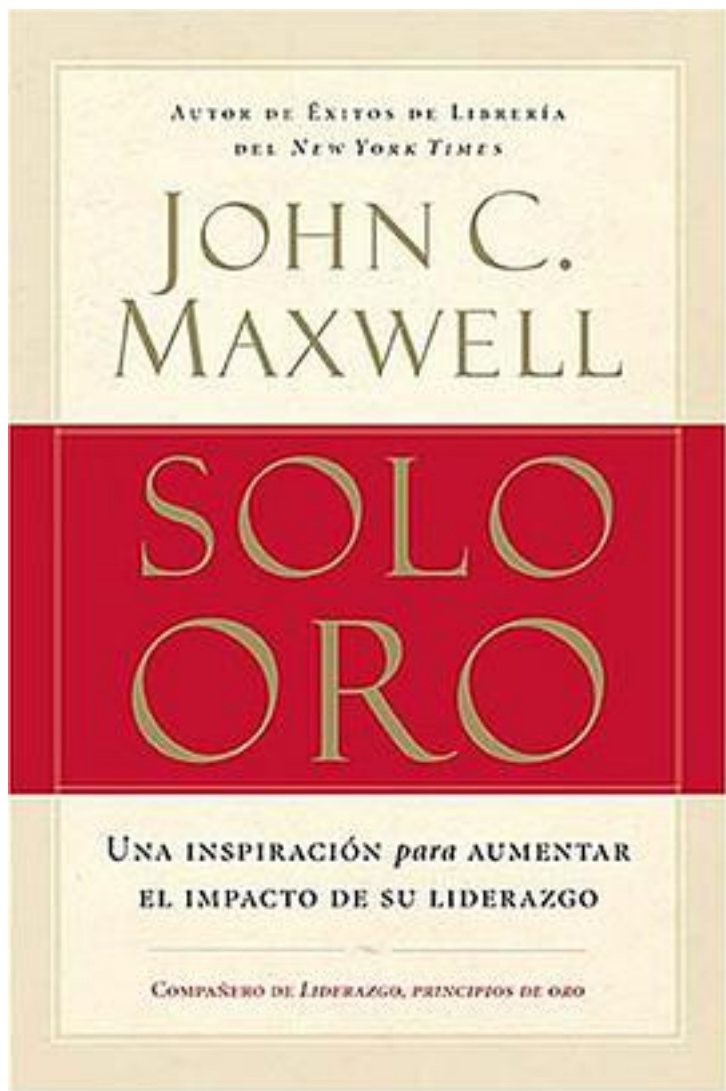 AUTOR DE ÉXITOS DE LIBRERÍA
DEL NEW YORK TIMES
JOHN C.
MAXWELL
SOLO
ORO
UNA INSPIRACIÓN para AUMENTAR
EL IMPACTO DE SU LIDERAZGO
COMPAÑERO DE LIDERAZGO, PRINCIPIOS DE ORO